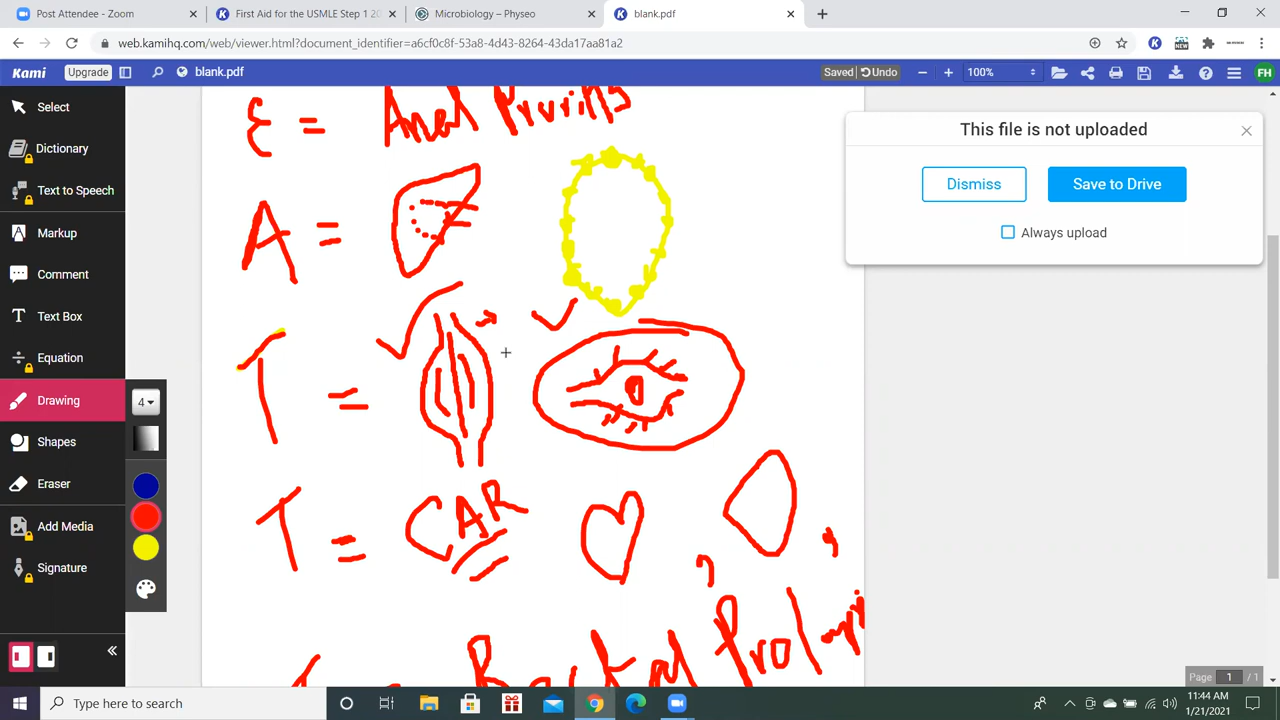 Post Attendee - Zoom
First Aid for the USMLE Step 1 20
Microbiology – Physeo
blank.pdf
web.kamihq.com/web/viewer.html?document_identifier=a6cf0c8f-53a8-4d43-8264-43da17aa81a2
Kami
Upgrade
blank.pdf
Saved Undo
100%
FH
Select
Dictionary
Text to Speech
Markup
Comment
Text Box
Equation
Drawing
Shapes
Eraser
Add Media
Signature
4
This file is not uploaded
Dismiss
Save to Drive
Always upload
E = Anal Pruritis
A =
T =
T = CAR
T = Rectal Prolapse
Page 1 / 1
Type here to search
11:44 AM
1/21/2021